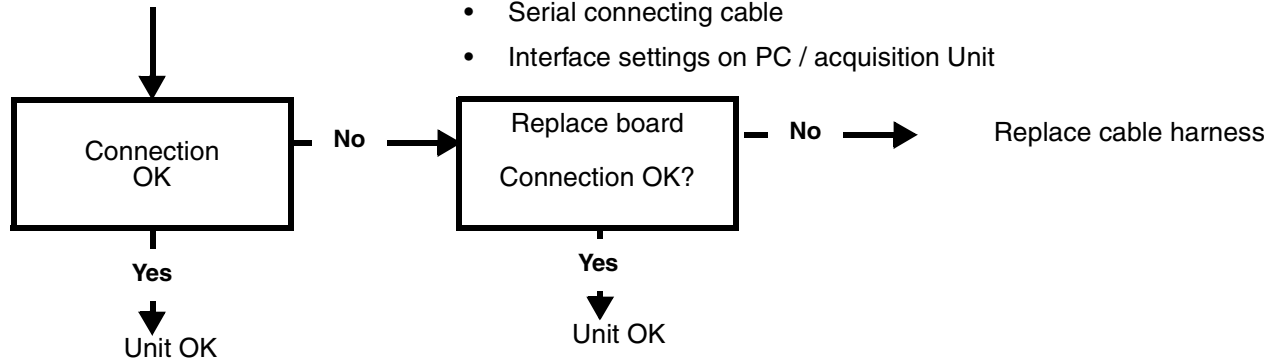 • Serial connecting cable
• Interface settings on PC / acquisition Unit
Connection
OK
No
Replace board
Connection OK?
No
Replace cable harness
Yes
Unit OK
Yes
Unit OK